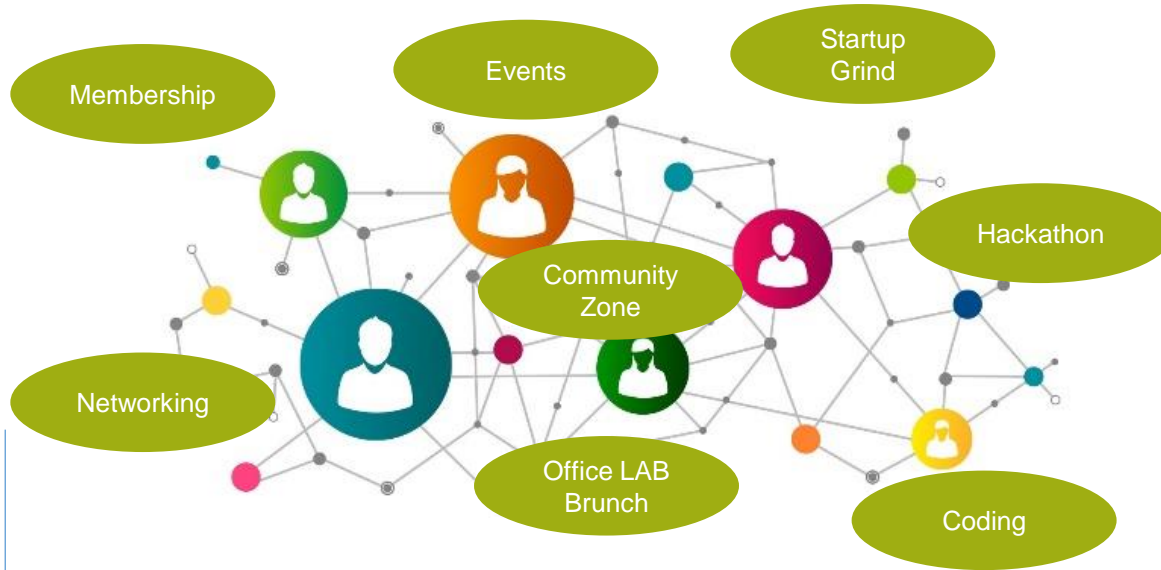 Startup
Grind
Events
Membership
Hackathon
Community
Zone
Networking
Office LAB
Brunch
Coding